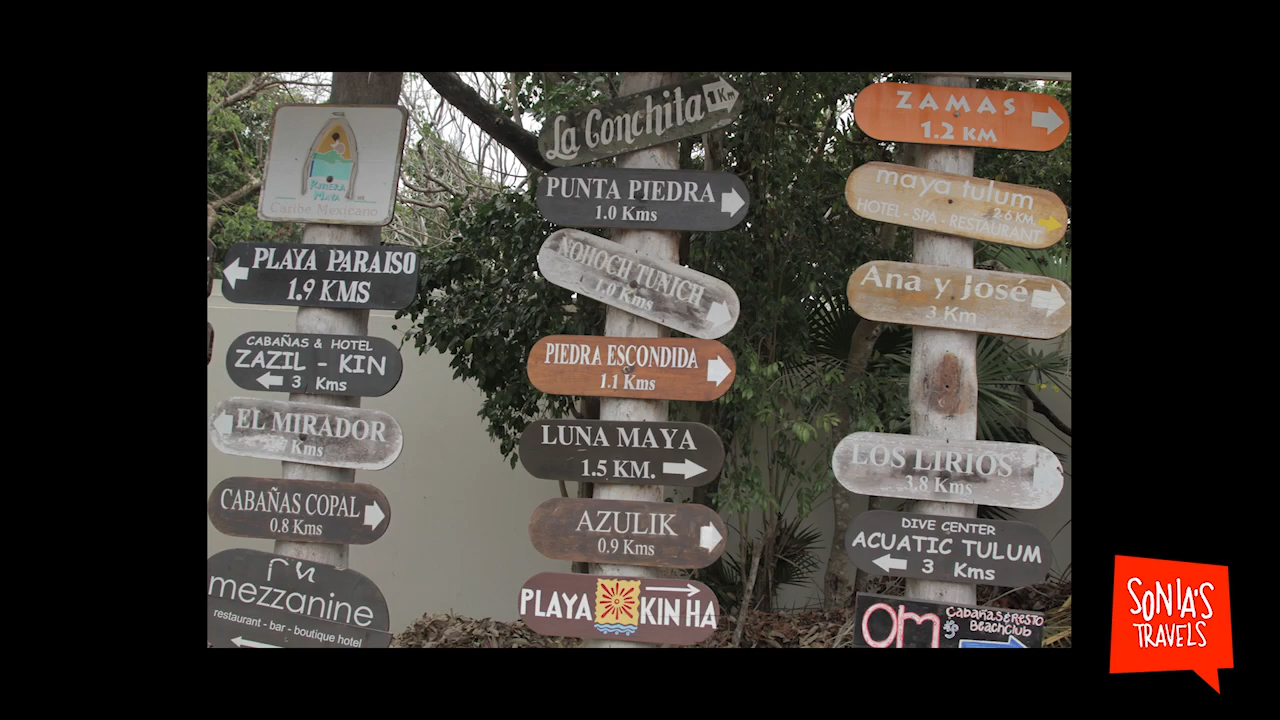 RIVIERA
MAYA
Caribe Mexicano
PLAYA PARAISO
1.9 KMS
CABAÑAS & HOTEL
ZAZIL - KIN
3 Kms
EL MIRADOR
Kms
CABAÑAS COPAL
0.8 Kms
mezzanine
restaurant - bar - boutique hotel
La Conchita 1Km
PUNTA PIEDRA
1.0 Kms
NOHOCH TUNICH
1.0 Kms
PIEDRA ESCONDIDA
1.1 Kms
LUNA MAYA
1.5 KM.
AZULIK
0.9 Kms
PLAYA KIN HA
ZAMAS
1.2 KM
maya tulum
2.6 KM.
HOTEL - SPA - RESTAURANT
Ana y José
3 Km
LOS LIRIOS
3.8 Kms
DIVE CENTER
ACUATIC TULUM
3 Kms
Om
Cabañas&Resto
BeachClub
SONIA'S
TRAVELS